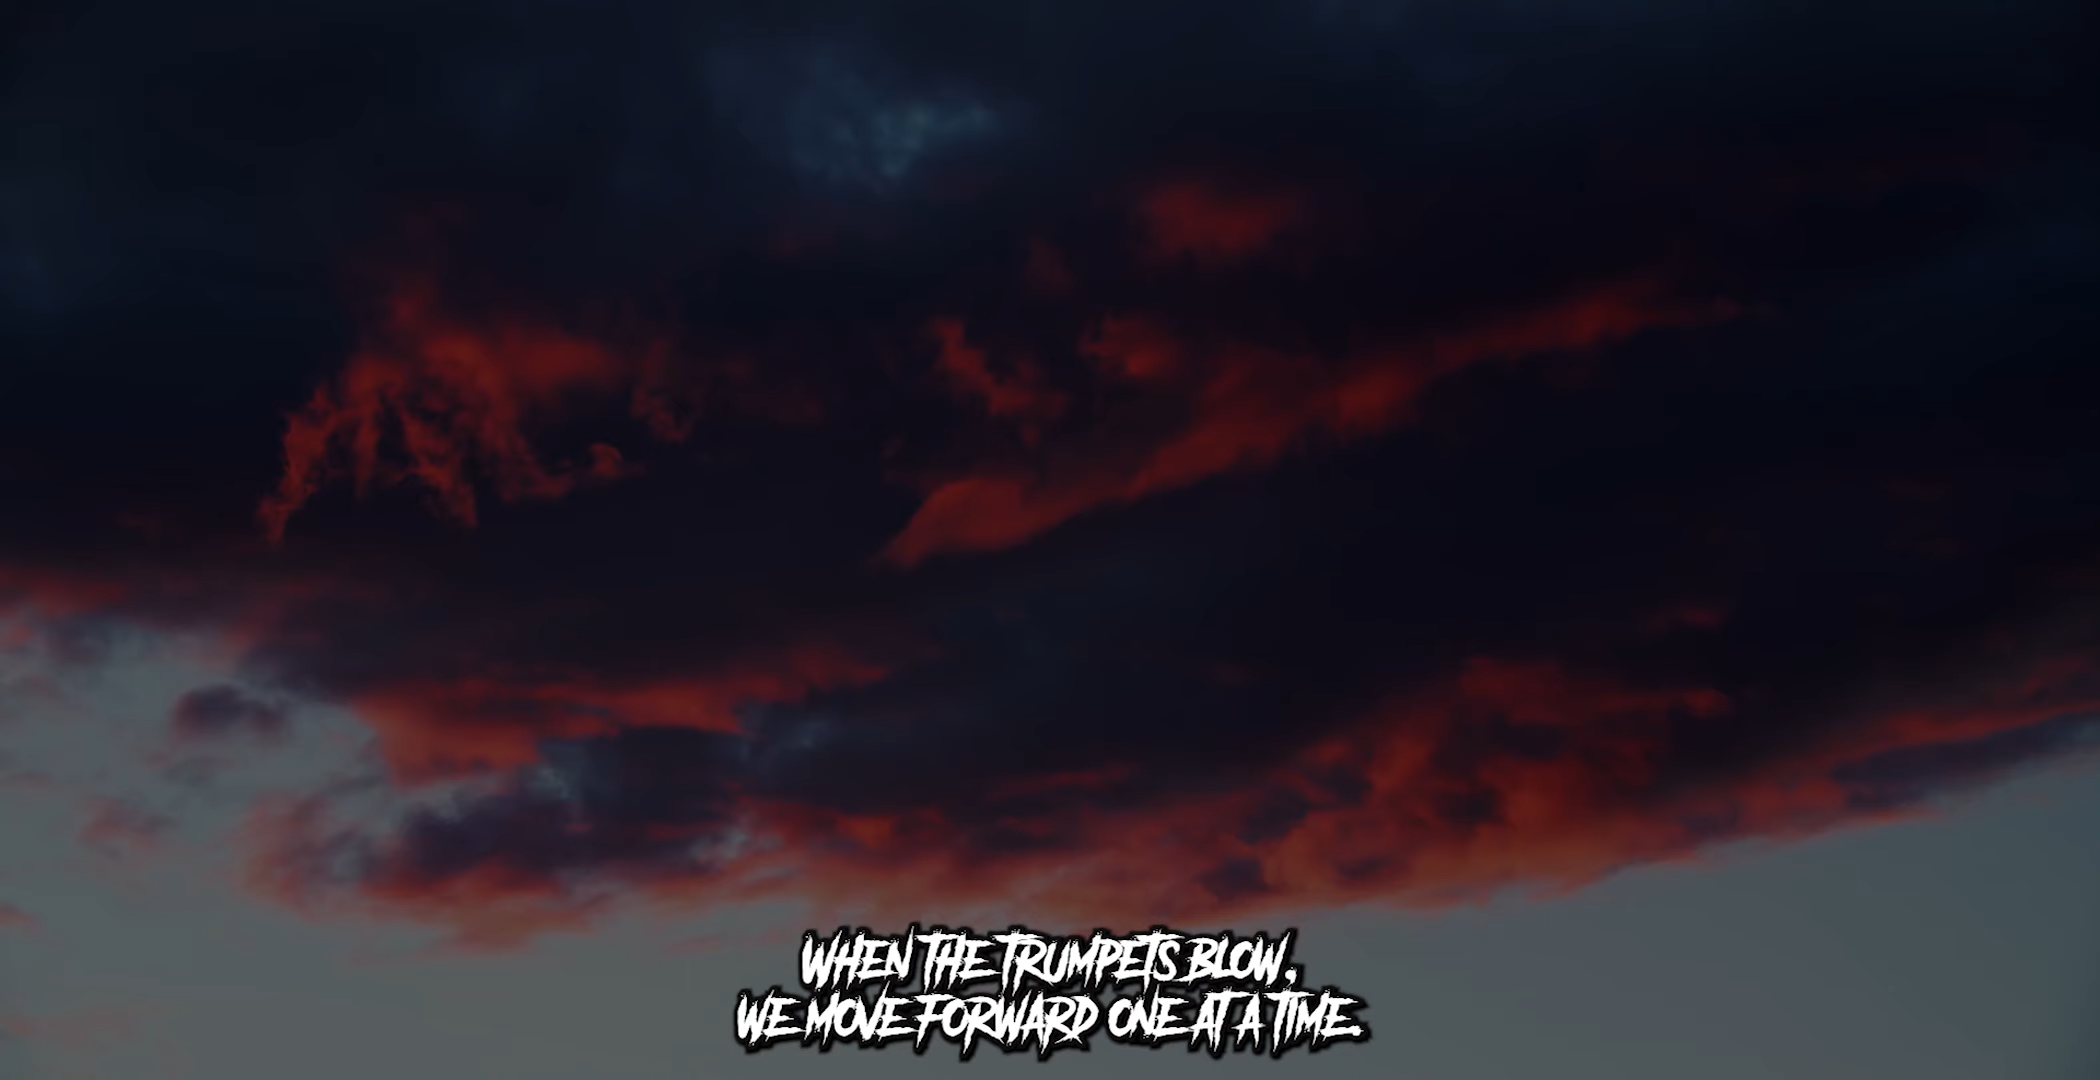 WHEN THE TRUMPETS BLOW,
WE MOVE FORWARD ONE AT A TIME.